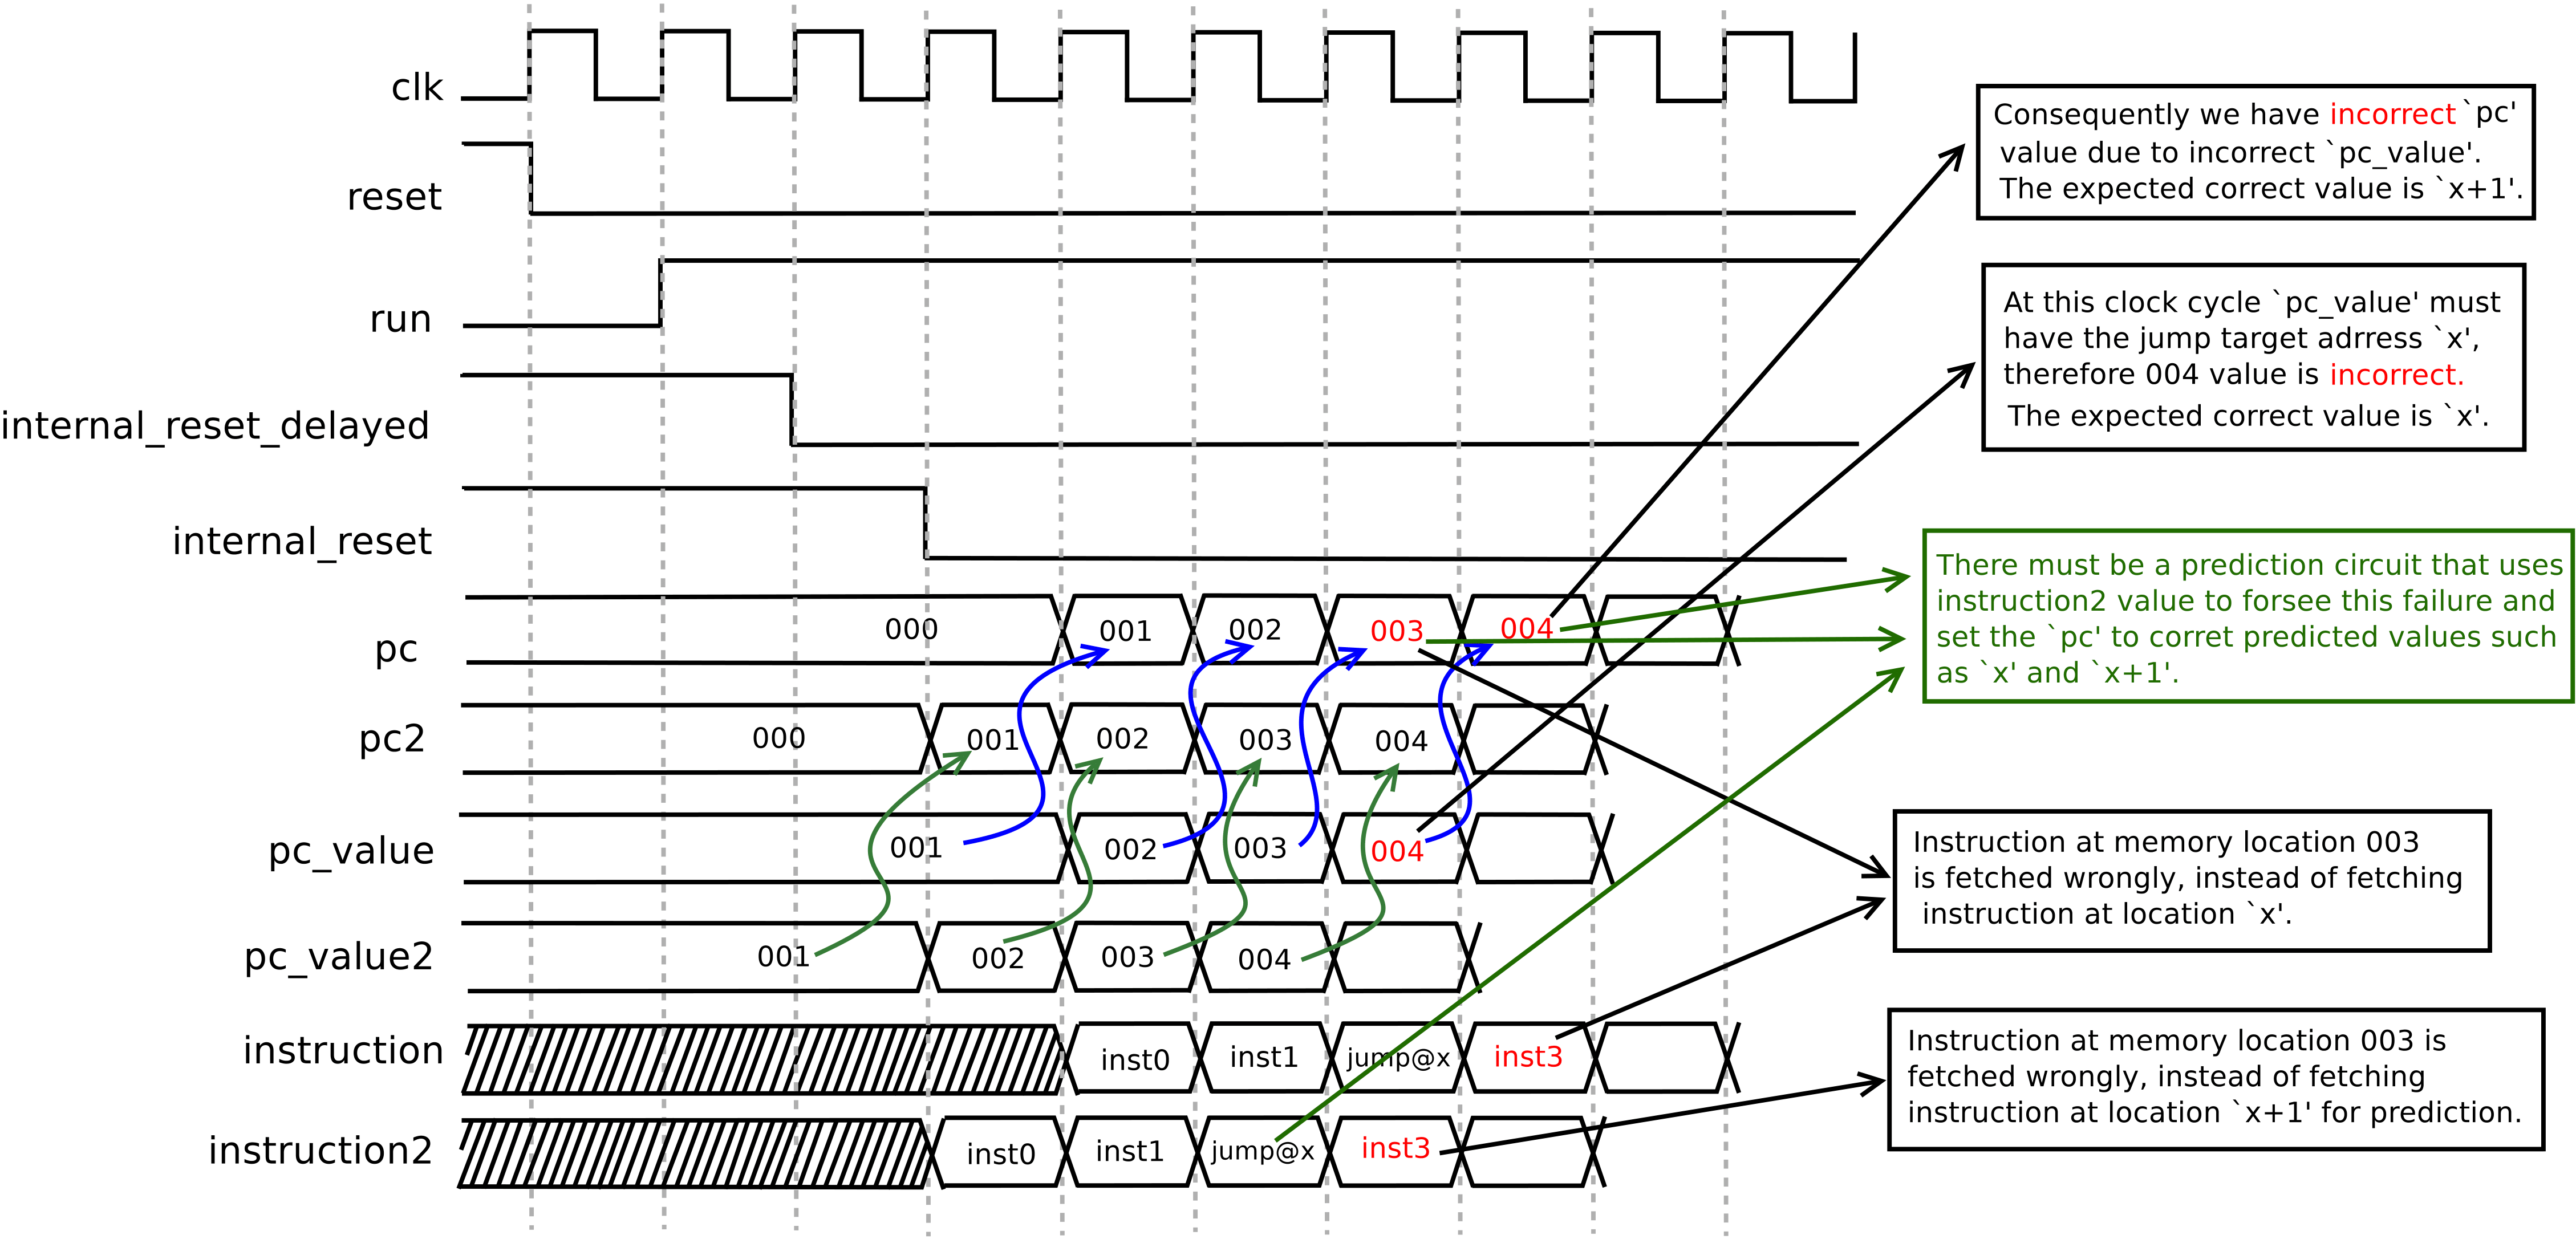 clk
reset
run
internal_reset_delayed
internal_reset
pc
000
001
002
003
004
pc2
000
001
002
003
004
pc_value
001
002
003
004
pc_value2
001
002
003
004
instruction
inst0
inst1
jump@x
inst3
instruction2
inst0
inst1
jump@x
inst3
Consequently we have incorrect `pc'
value due to incorrect `pc_value'.
The expected correct value is `x+1'.
At this clock cycle `pc_value' must
have the jump target adrress `x',
therefore 004 value is incorrect.
The expected correct value is `x'.
There must be a prediction circuit that uses
instruction2 value to forsee this failure and
set the `pc' to corret predicted values such
as `x' and `x+1'.
Instruction at memory location 003
is fetched wrongly, instead of fetching
instruction at location `x'.
Instruction at memory location 003 is
fetched wrongly, instead of fetching
instruction at location `x+1' for prediction.